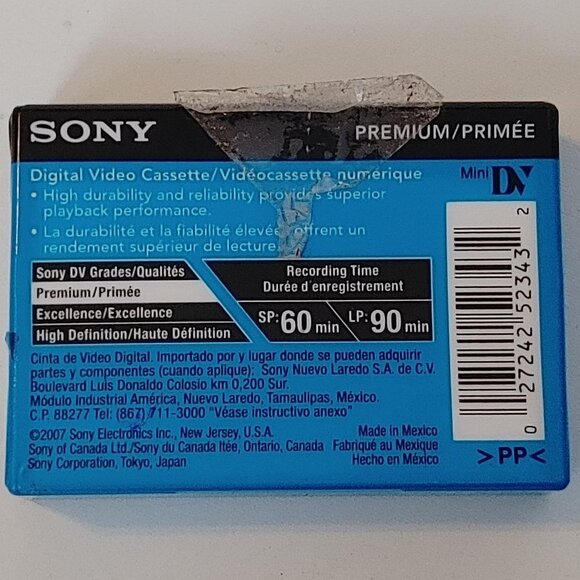 SONY
PREMIUM/PRIMÉE
Digital Video Cassette/Vidéocassette numérique
Mini DV
• High durability and reliability provides superior
playback performance.
• La durabilité et la fiabilité élevés offrent un
rendement supérieur de lecture.
Sony DV Grades/Qualités
Premium/Primée
Excellence/Excellence
High Definition/Haute Définition
Recording Time
Durée d'enregistrement
SP: 60 min LP: 90 min
Cinta de Video Digital. Importado por y lugar donde se pueden adquirir
partes y componentes (cuando aplique): Sony Nuevo Laredo S.A. de C.V.
Boulevard Luis Donaldo Colosio km 0,200 Sur.
Módulo Industrial América, Nuevo Laredo, Tamaulipas, México.
C.P. 88277 Tel: (867) 711-3000 "Véase instructivo anexo"
©2007 Sony Electronics Inc., New Jersey, U.S.A.
Sony of Canada Ltd./Sony du Canada ltée, Ontario, Canada
Sony Corporation, Tokyo, Japan
Made in Mexico
Fabriqué au Mexique
Hecho en México
0 27242 52343 2
>PP<